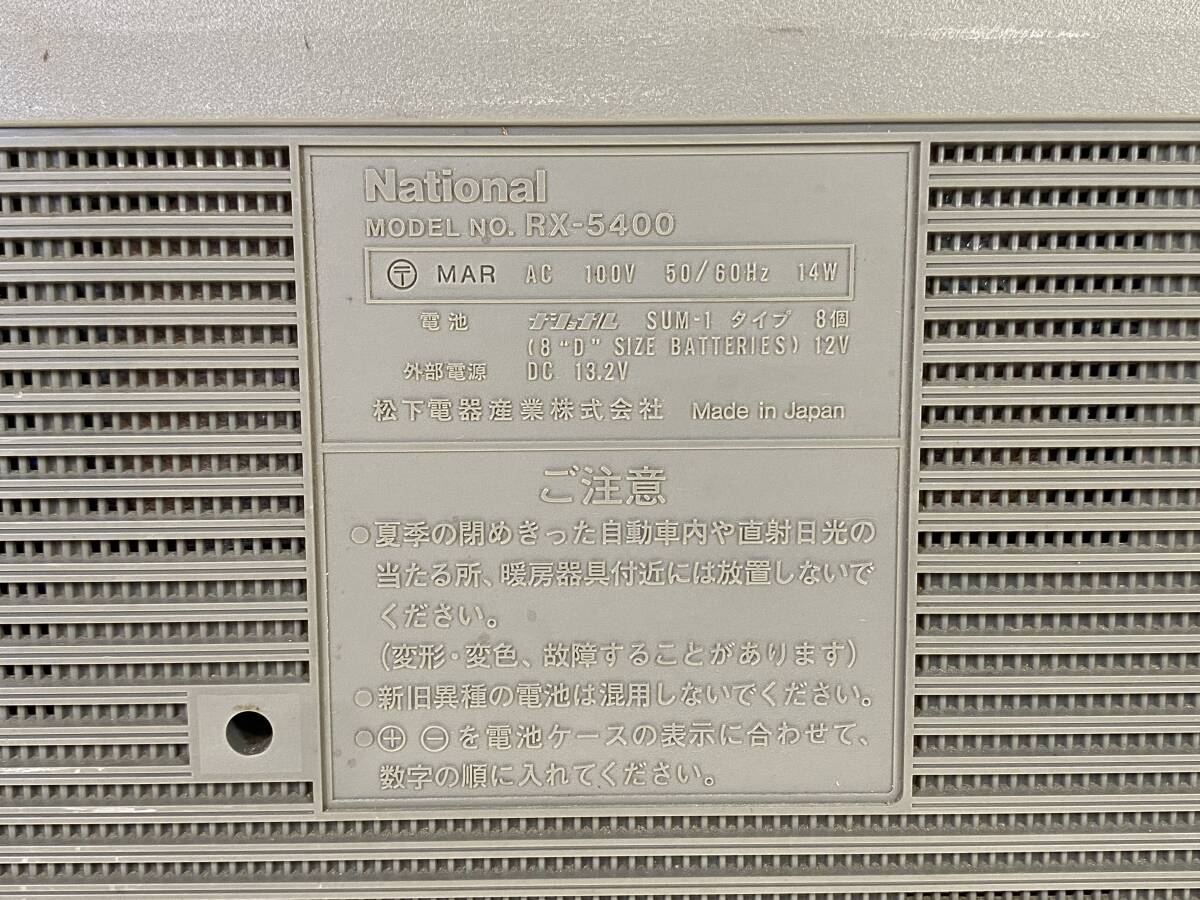 National
MODEL NO. RX-5400
〒 MAR AC 100V 50/60Hz 14W
電池 ナショナル SUM-1 タイプ 8個
(8 "D" SIZE BATTERIES) 12V
外部電源 DC 13.2V
松下電器産業株式会社 Made in Japan
ご注意
●夏季の閉めきった自動車内や直射日光の
当たる所、暖房器具付近には放置しないで
ください。
(変形・変色、故障することがあります)
●新旧異種の電池は混用しないでください。
●⊕ ⊖を電池ケースの表示に合わせて、
数字の順に入れてください。